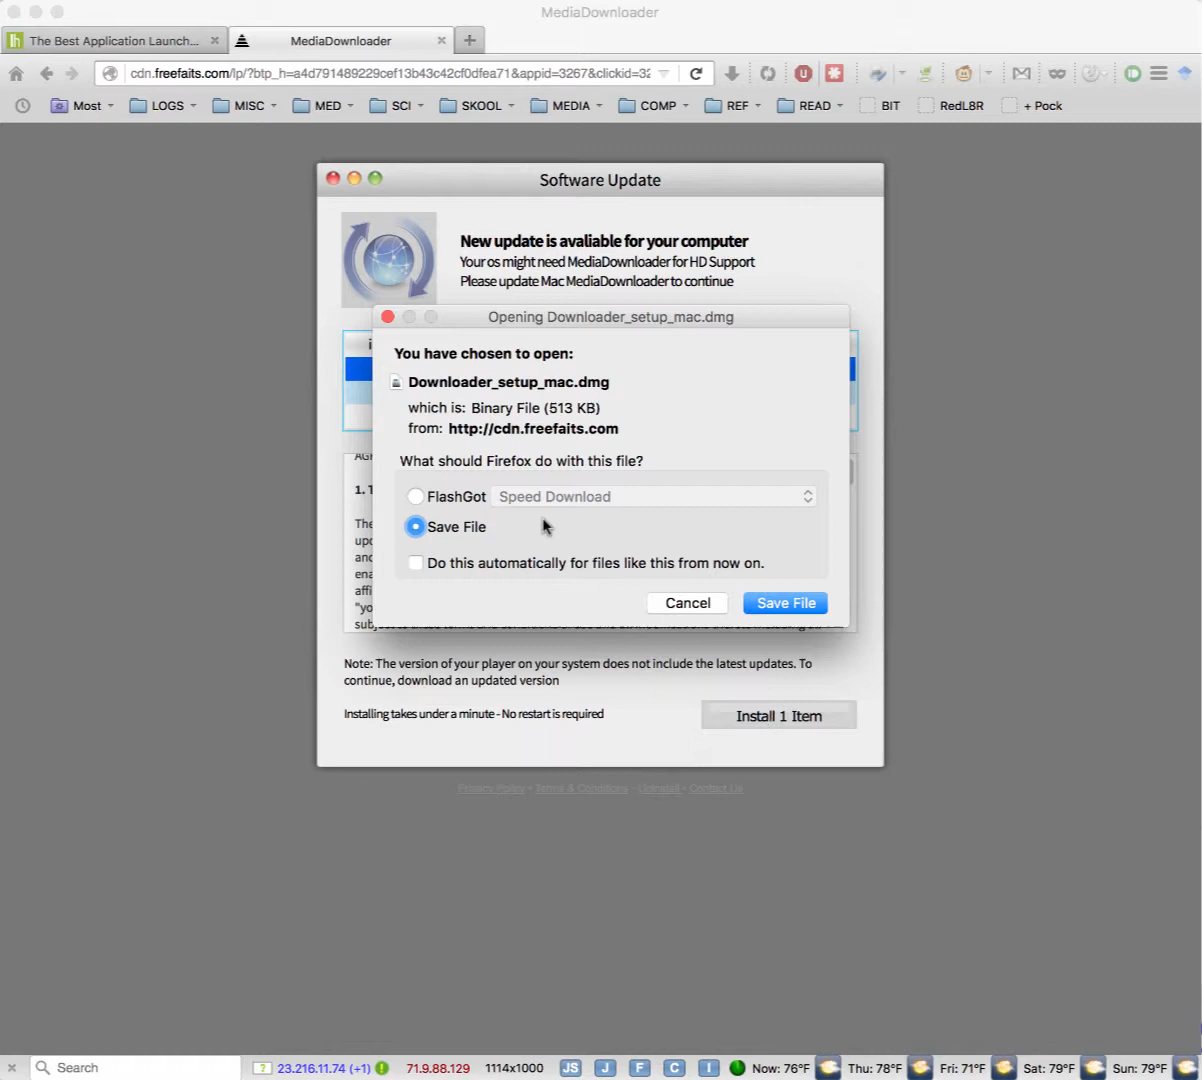 MediaDownloader
The Best Application Launch...
MediaDownloader
cdn.freefaits.com/lp/?btp_h=a4d791489229cef13b43c42cf0dfea71&appid=3267&clickid=32
Most LOGS MISC MED SCI SKOOL MEDIA COMP REF READ BIT RedL8R + Pock
Software Update
New update is avaliable for your computer
Your os might need MediaDownloader for HD Support
Please update Mac MediaDownloader to continue
Opening Downloader_setup_mac.dmg
You have chosen to open:
Downloader_setup_mac.dmg
which is: Binary File (513 KB)
from: http://cdn.freefaits.com
What should Firefox do with this file?
FlashGot Speed Download
Save File
Do this automatically for files like this from now on.
Cancel Save File
Note: The version of your player on your system does not include the latest updates. To
continue, download an updated version
Installing takes under a minute - No restart is required
Install 1 Item
Privacy Policy • Terms & Conditions • Uninstall • Contact Us
Search ? 23.216.11.74 (+1) 71.9.88.129 1114x1000 JS J F C I Now: 76°F Thu: 78°F Fri: 71°F Sat: 79°F Sun: 79°F